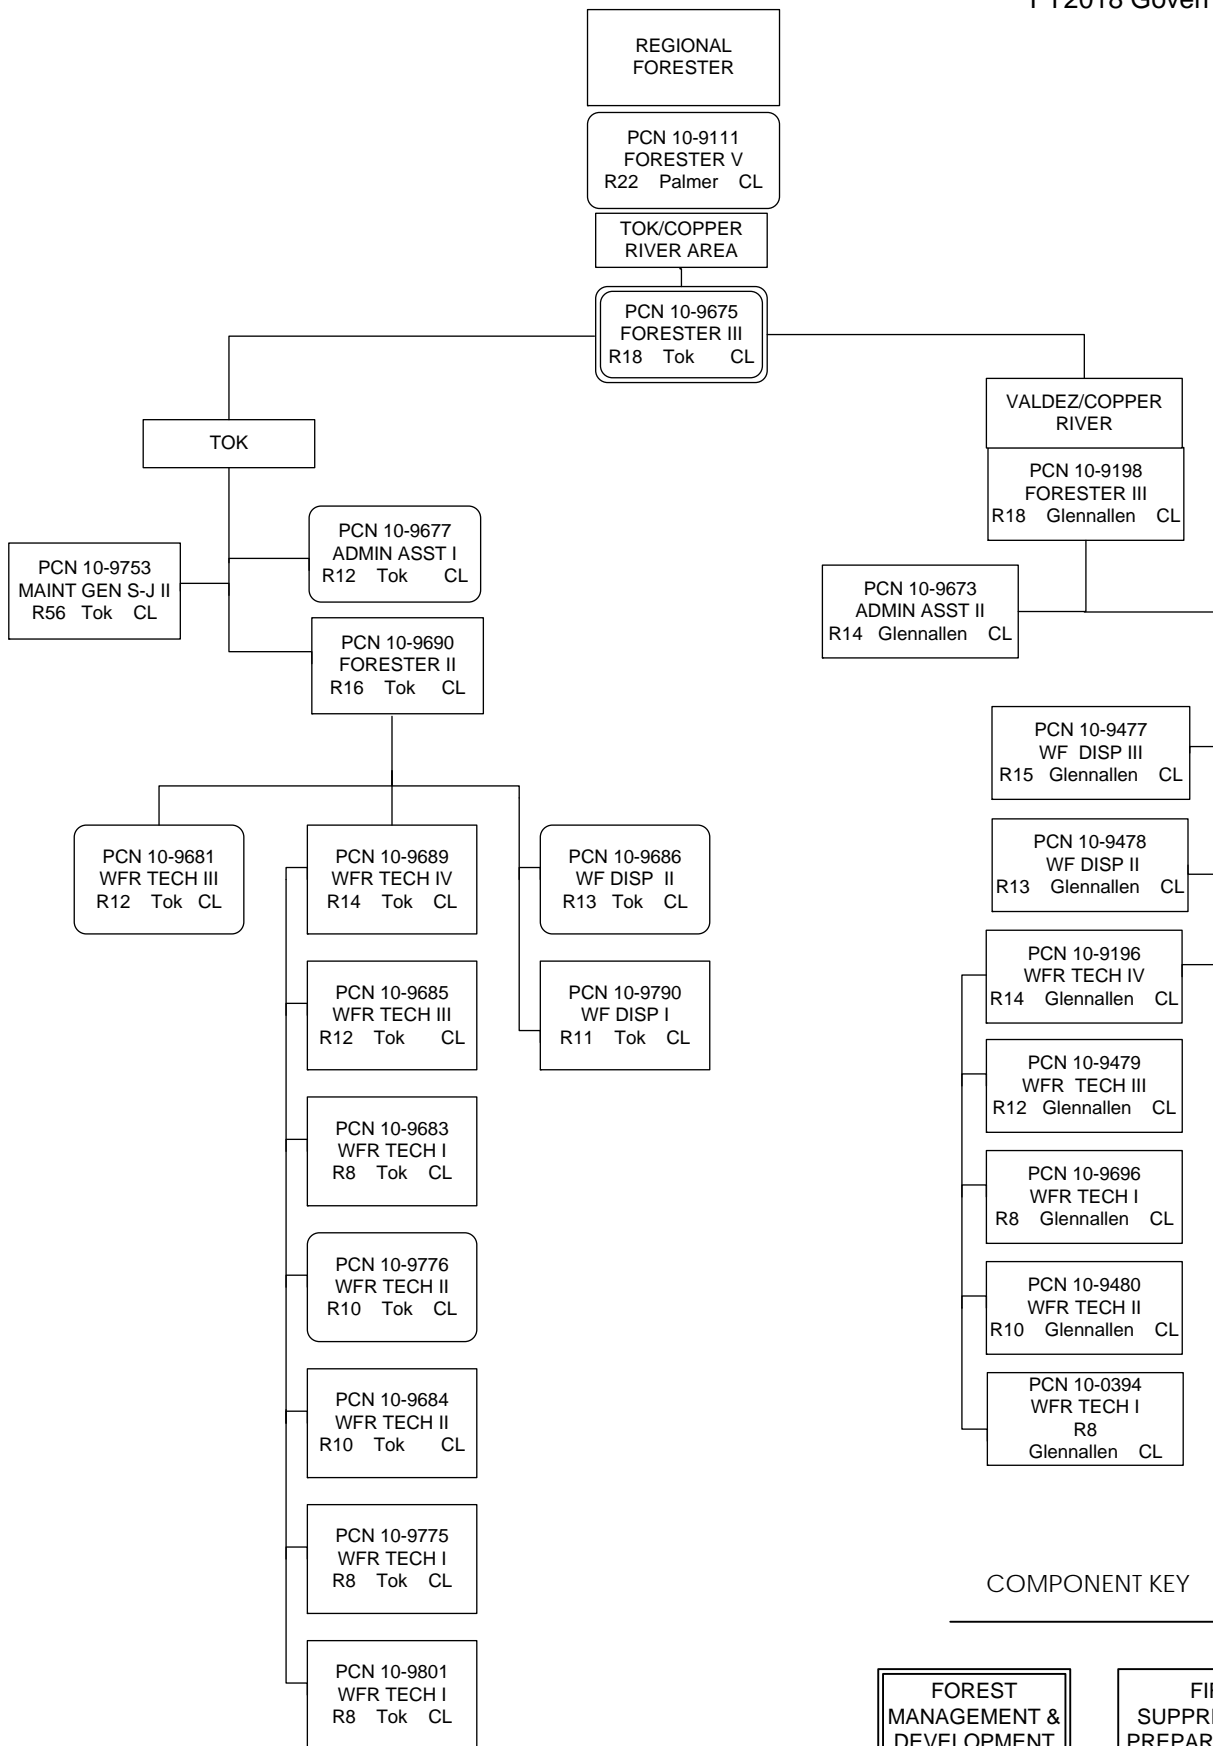 FY2018 Govern
REGIONAL
FORESTER
PCN 10-9111
FORESTER V
R22 Palmer CL
TOK/COPPER
RIVER AREA
PCN 10-9675
FORESTER III
R18 Tok CL
TOK
VALDEZ/COPPER
RIVER
PCN 10-9198
FORESTER III
R18 Glennallen CL
PCN 10-9677
ADMIN ASST I
R12 Tok CL
PCN 10-9753
MAINT GEN S-J II
R56 Tok CL
PCN 10-9673
ADMIN ASST II
R14 Glennallen CL
PCN 10-9690
FORESTER II
R16 Tok CL
PCN 10-9681
WFR TECH III
R12 Tok CL
PCN 10-9689
WFR TECH IV
R14 Tok CL
PCN 10-9686
WF DISP II
R13 Tok CL
PCN 10-9685
WFR TECH III
R12 Tok CL
PCN 10-9790
WF DISP I
R11 Tok CL
PCN 10-9683
WFR TECH I
R8 Tok CL
PCN 10-9776
WFR TECH II
R10 Tok CL
PCN 10-9684
WFR TECH II
R10 Tok CL
PCN 10-9775
WFR TECH I
R8 Tok CL
PCN 10-9801
WFR TECH I
R8 Tok CL
PCN 10-9477
WF DISP III
R15 Glennallen CL
PCN 10-9478
WF DISP II
R13 Glennallen CL
PCN 10-9196
WFR TECH IV
R14 Glennallen CL
PCN 10-9479
WFR TECH III
R12 Glennallen CL
PCN 10-9696
WFR TECH I
R8 Glennallen CL
PCN 10-9480
WFR TECH II
R10 Glennallen CL
PCN 10-0394
WFR TECH I
R8
Glennallen CL
COMPONENT KEY
FOREST
MANAGEMENT &
DEVELOPMENT